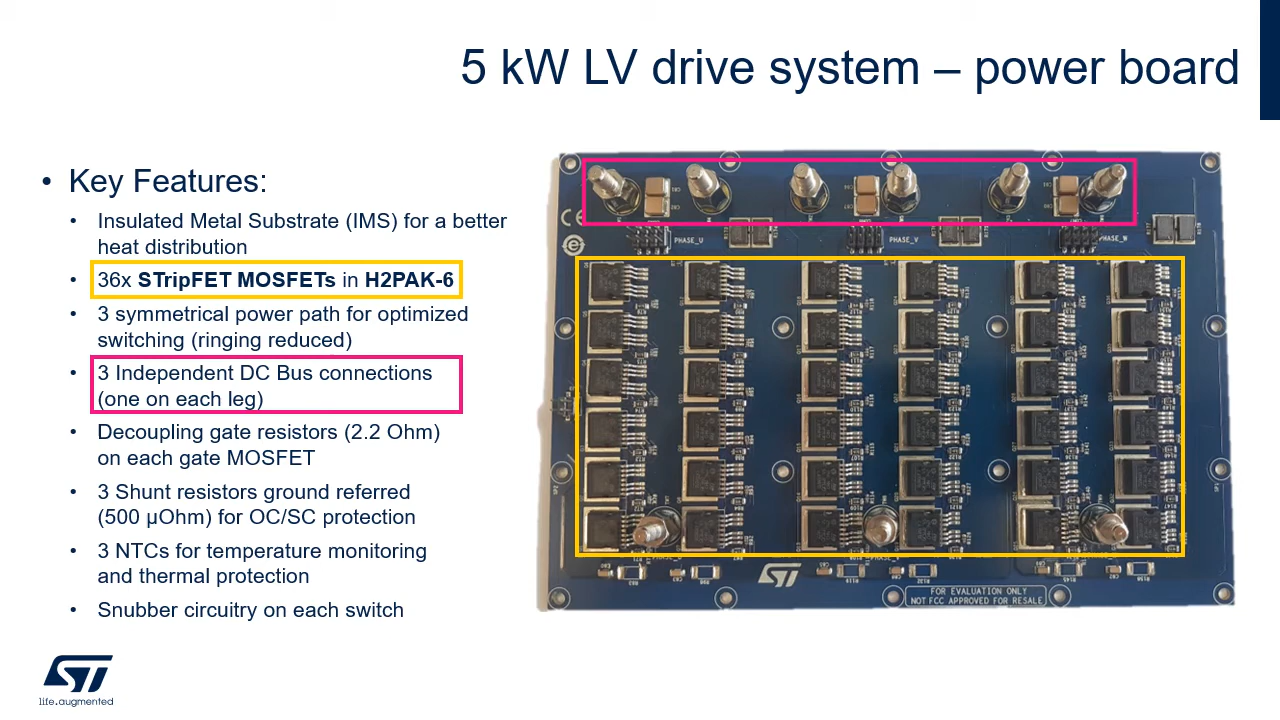 5 kW LV drive system – power board
• Key Features:
• Insulated Metal Substrate (IMS) for a better
heat distribution
• 36x STripFET MOSFETs in H2PAK-6
• 3 symmetrical power path for optimized
switching (ringing reduced)
• 3 Independent DC Bus connections
(one on each leg)
• Decoupling gate resistors (2.2 Ohm)
on each gate MOSFET
• 3 Shunt resistors ground referred
(500 µOhm) for OC/SC protection
• 3 NTCs for temperature monitoring
and thermal protection
• Snubber circuitry on each switch
CE
PHASE_U
PHASE_V
PHASE_W
ST
FOR EVALUATION ONLY
NOT FCC APPROVED FOR RESALE
ST
life.augmented